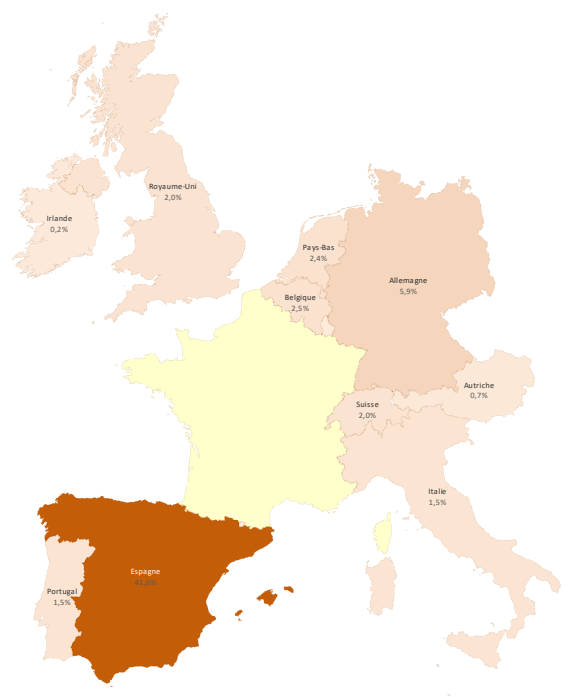 Royaume-Uni
2,0%
Irlande
0,2%
Pays-Bas
2,4%
Allemagne
5,9%
Belgique
2,5%
Autriche
0,7%
Suisse
2,0%
Italie
1,5%
Espagne
Portugal
1,5%